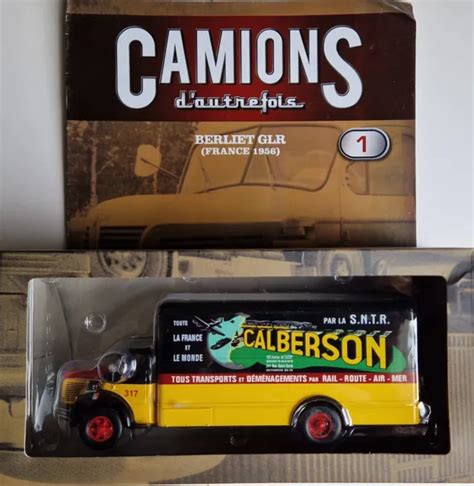 CAMIONS
d'autrefois
BERLIET GLR
(FRANCE 1956)
1
TOUTE
LA FRANCE
ET
LE MONDE
PAR LA S.N.T.R.
CALBERSON
TOUS TRANSPORTS ET DÉMÉNAGEMENTS PAR RAIL - ROUTE - AIR - MER
317